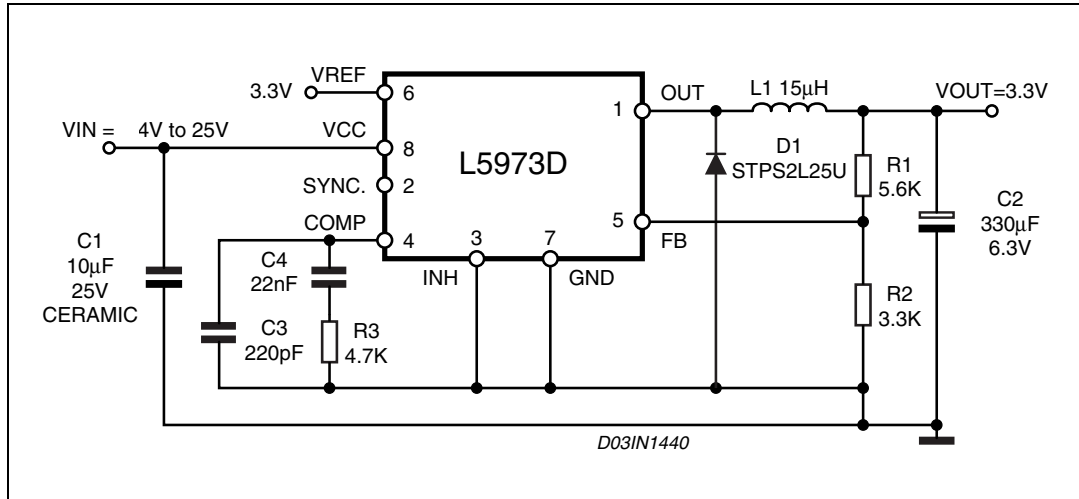 VREF
3.3V
6
VIN = 4V to 25V
VCC
8
SYNC.
2
COMP
4
L5973D
3
INH
7
GND
1
OUT
5
FB
L1 15μH
VOUT=3.3V
D1
STPS2L25U
R1
5.6K
R2
3.3K
C2
330μF
6.3V
C1
10μF
25V
CERAMIC
C4
22nF
C3
220pF
R3
4.7K
D03IN1440